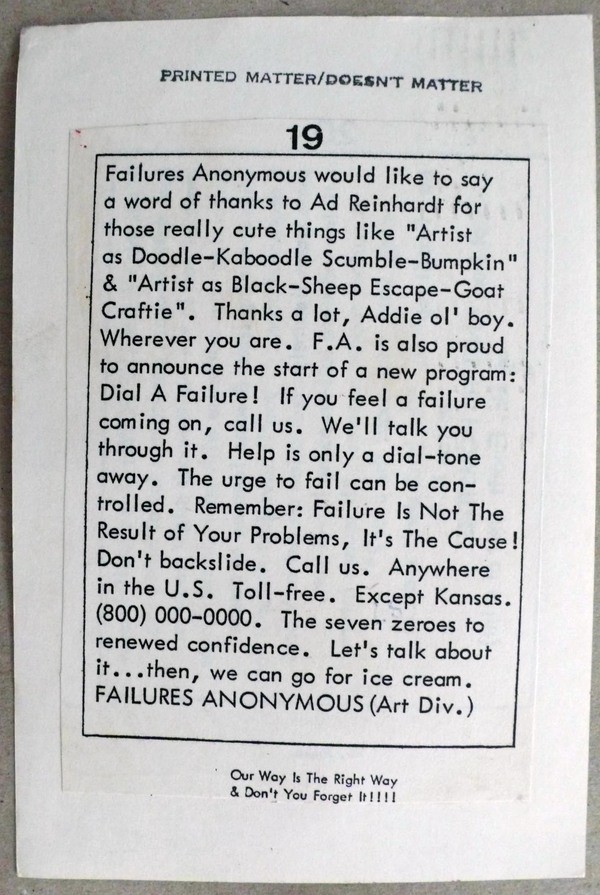 PRINTED MATTER/DOESN'T MATTER
19
Failures Anonymous would like to say
a word of thanks to Ad Reinhardt for
those really cute things like "Artist
as Doodle-Kaboodle Scumble-Bumpkin"
& "Artist as Black-Sheep Escape-Goat
Craftie". Thanks a lot, Addie ol' boy.
Wherever you are. F.A. is also proud
to announce the start of a new program:
Dial A Failure! If you feel a failure
coming on, call us. We'll talk you
through it. Help is only a dial-tone
away. The urge to fail can be con-
trolled. Remember: Failure Is Not The
Result of Your Problems, It's The Cause!
Don't backslide. Call us. Anywhere
in the U.S. Toll-free. Except Kansas.
(800) 000-0000. The seven zeroes to
renewed confidence. Let's talk about
it...then, we can go for ice cream.
FAILURES ANONYMOUS (Art Div.)
Our Way Is The Right Way
& Don't You Forget It!!!!